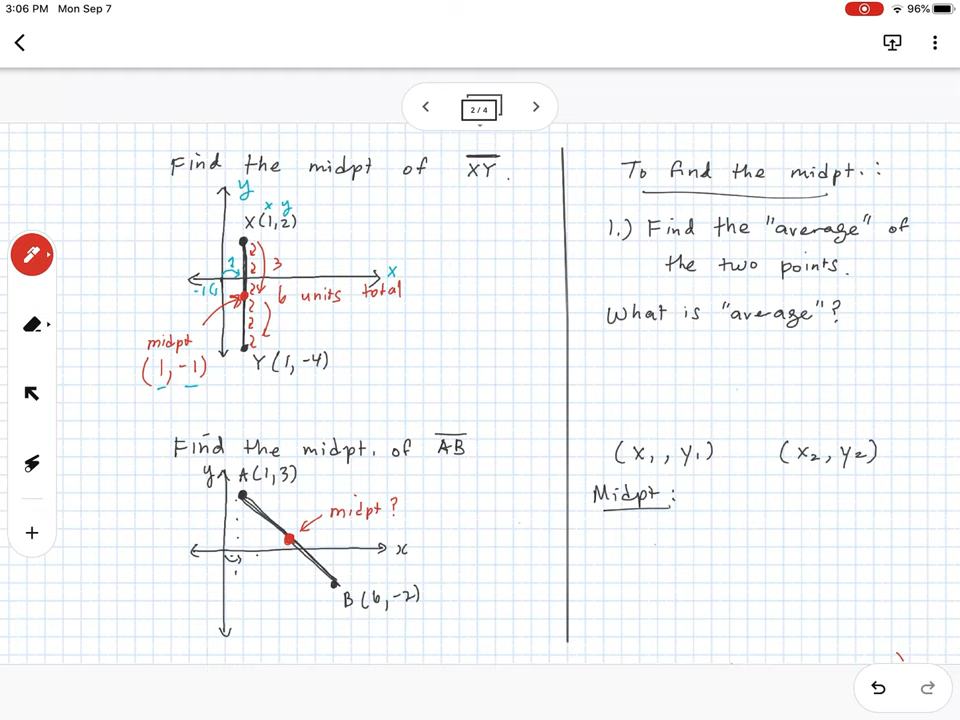 3:06 PM Mon Sep 7
96%
2 / 4
Find the midpt of XY.
y
x y
X(1,2)
1
2
2
3
x
-1
2
6 units total
2
2
2
midpt
(1, -1)
Y(1, -4)
Find the midpt. of AB
y A(1,3)
midpt?
x
B(6, -2)
To find the midpt.:
1.) Find the "average" of
the two points.
What is "average"?
(x₁, y₁) (x₂, y₂)
Midpt: